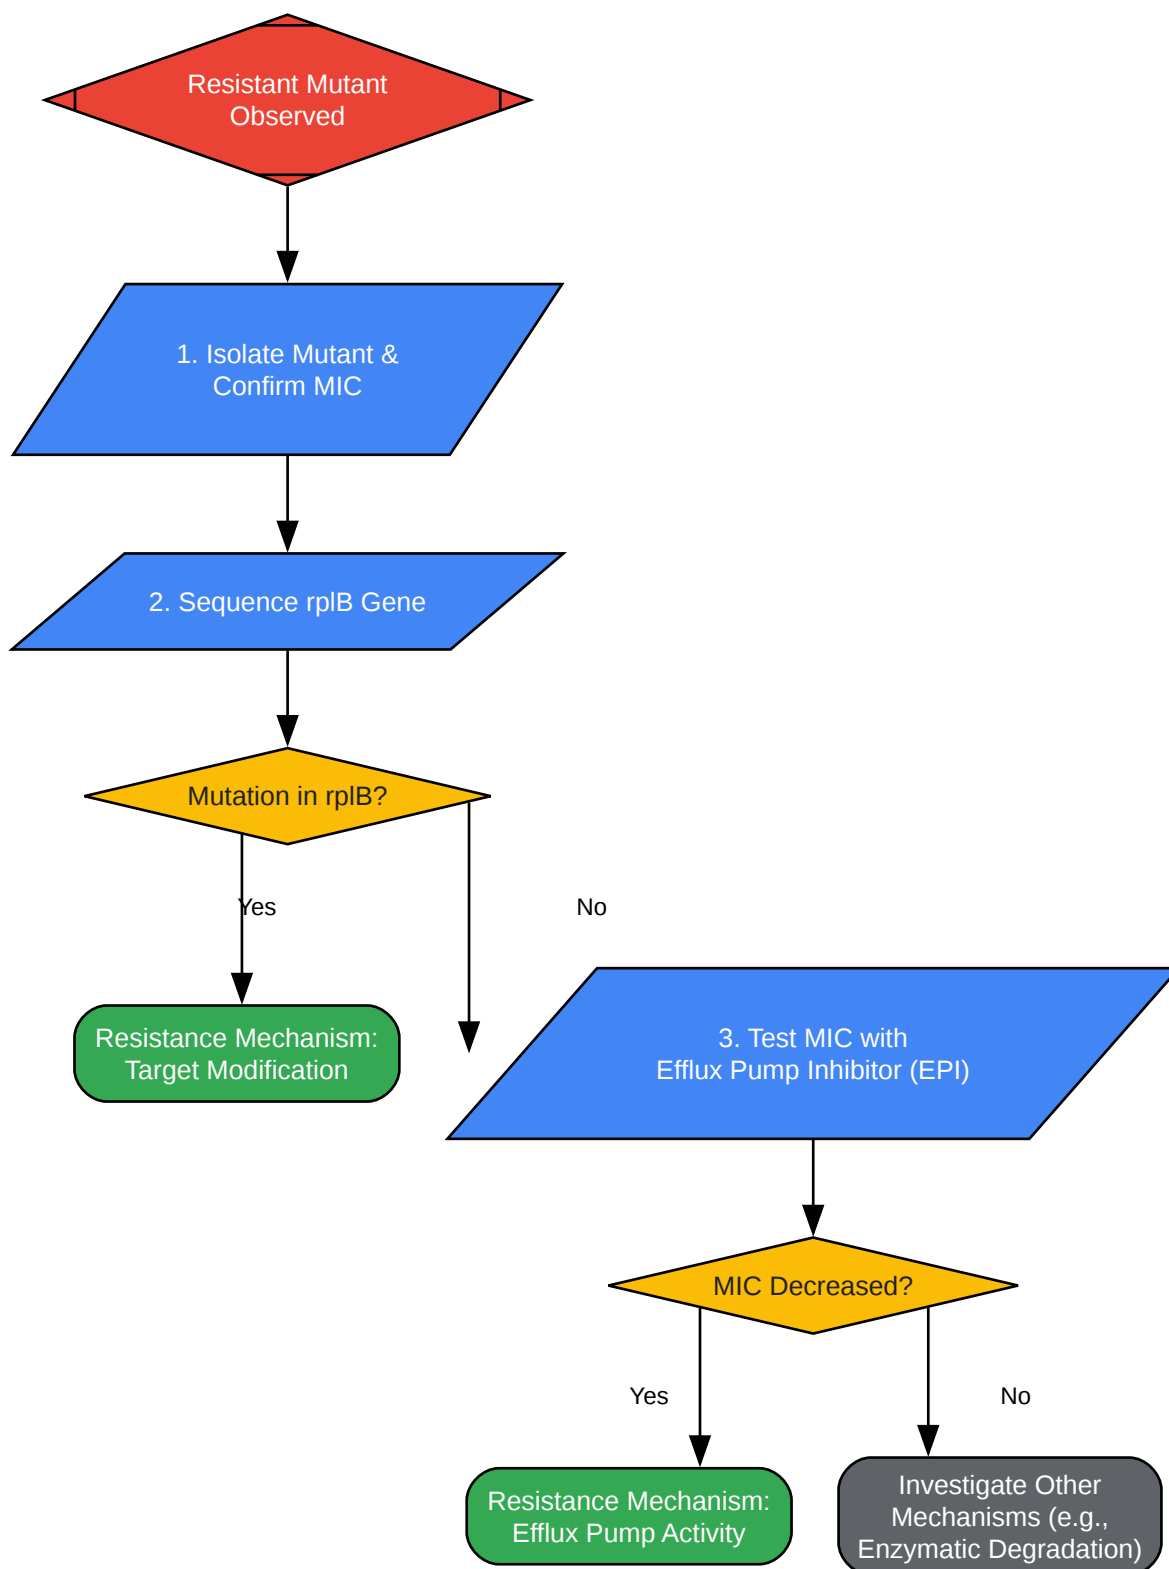 Resistant Mutant
Observed
1. Isolate Mutant &
Confirm MIC
2. Sequence rplB Gene
Mutation in rplB?
Yes
No
Resistance Mechanism:
Target Modification
3. Test MIC with
Efflux Pump Inhibitor (EPI)
MIC Decreased?
Yes
No
Resistance Mechanism:
Efflux Pump Activity
Investigate Other
Mechanisms (e.g.,
Enzymatic Degradation)